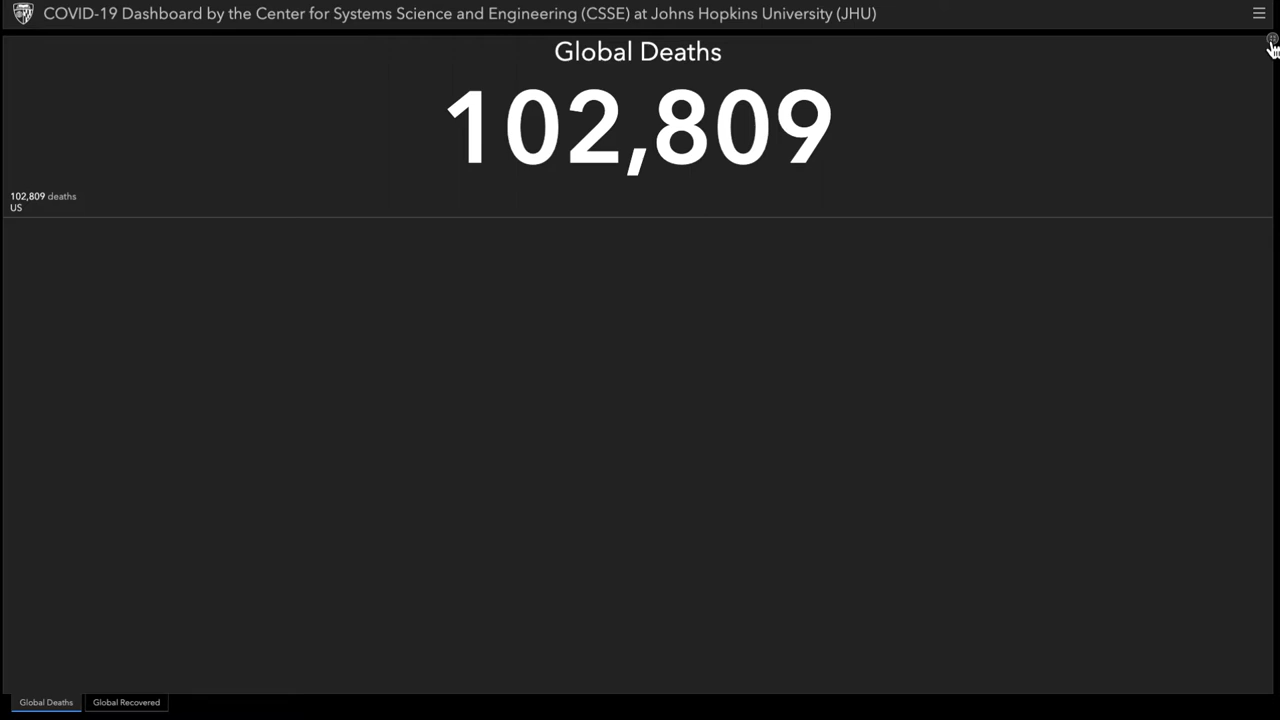 COVID-19 Dashboard by the Center for Systems Science and Engineering (CSSE) at Johns Hopkins University (JHU)
Global Deaths
102,809
102,809 deaths
US
Global Deaths
Global Recovered